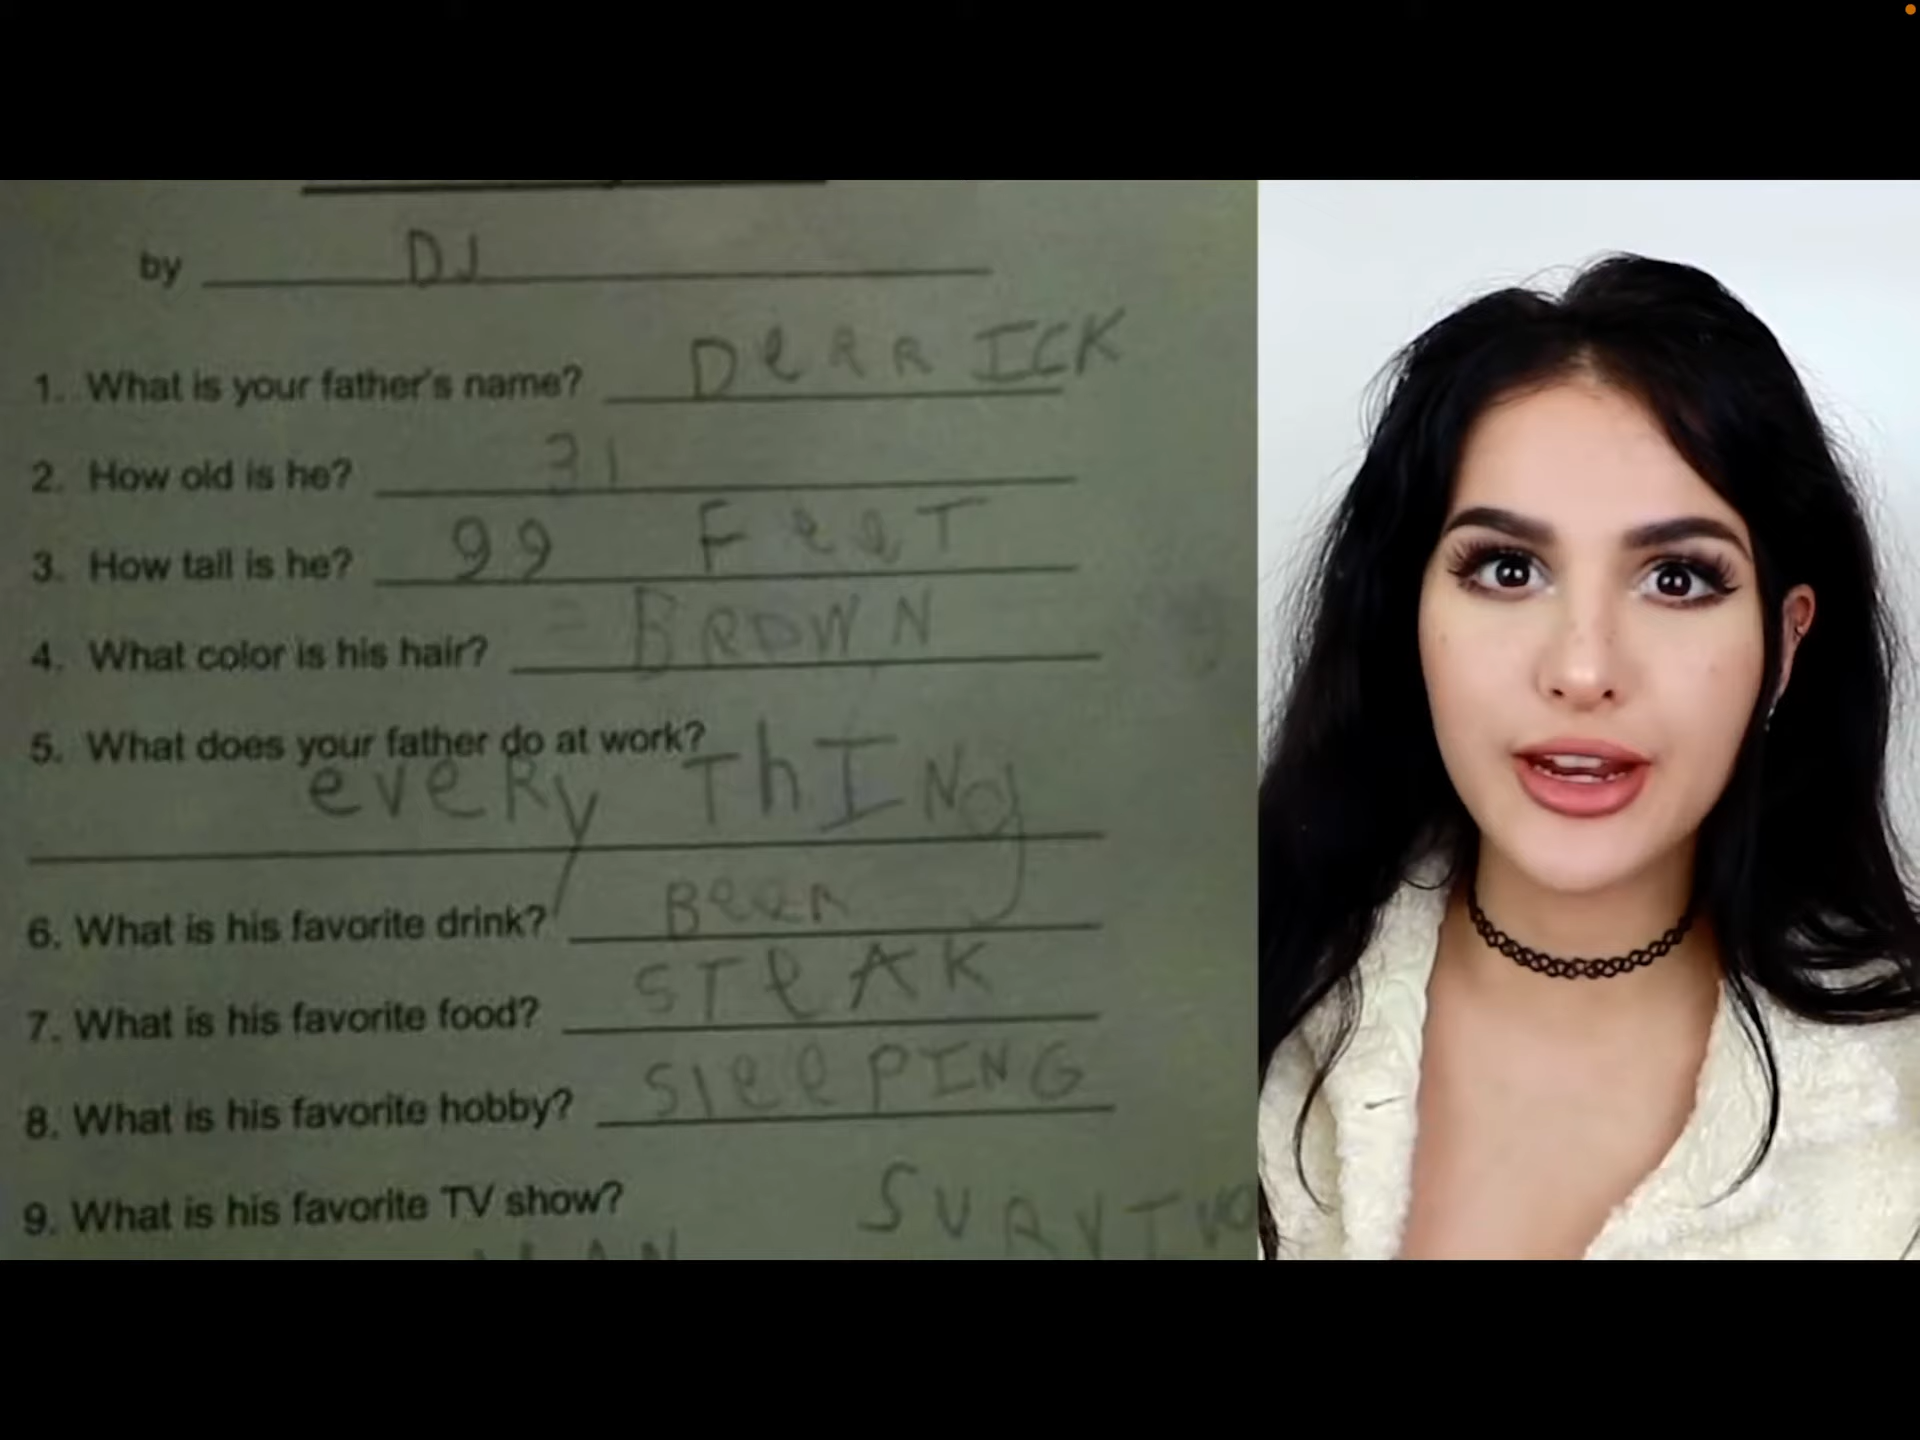 by DJ
1. What is your father's name? DeRRICK
2. How old is he? 31
3. How tall is he? 99 FeeT
4. What color is his hair? BROWN
5. What does your father do at work?
eveRy ThINg
6. What is his favorite drink? BeeR
7. What is his favorite food? STeAK
8. What is his favorite hobby? SleePING
9. What is his favorite TV show?